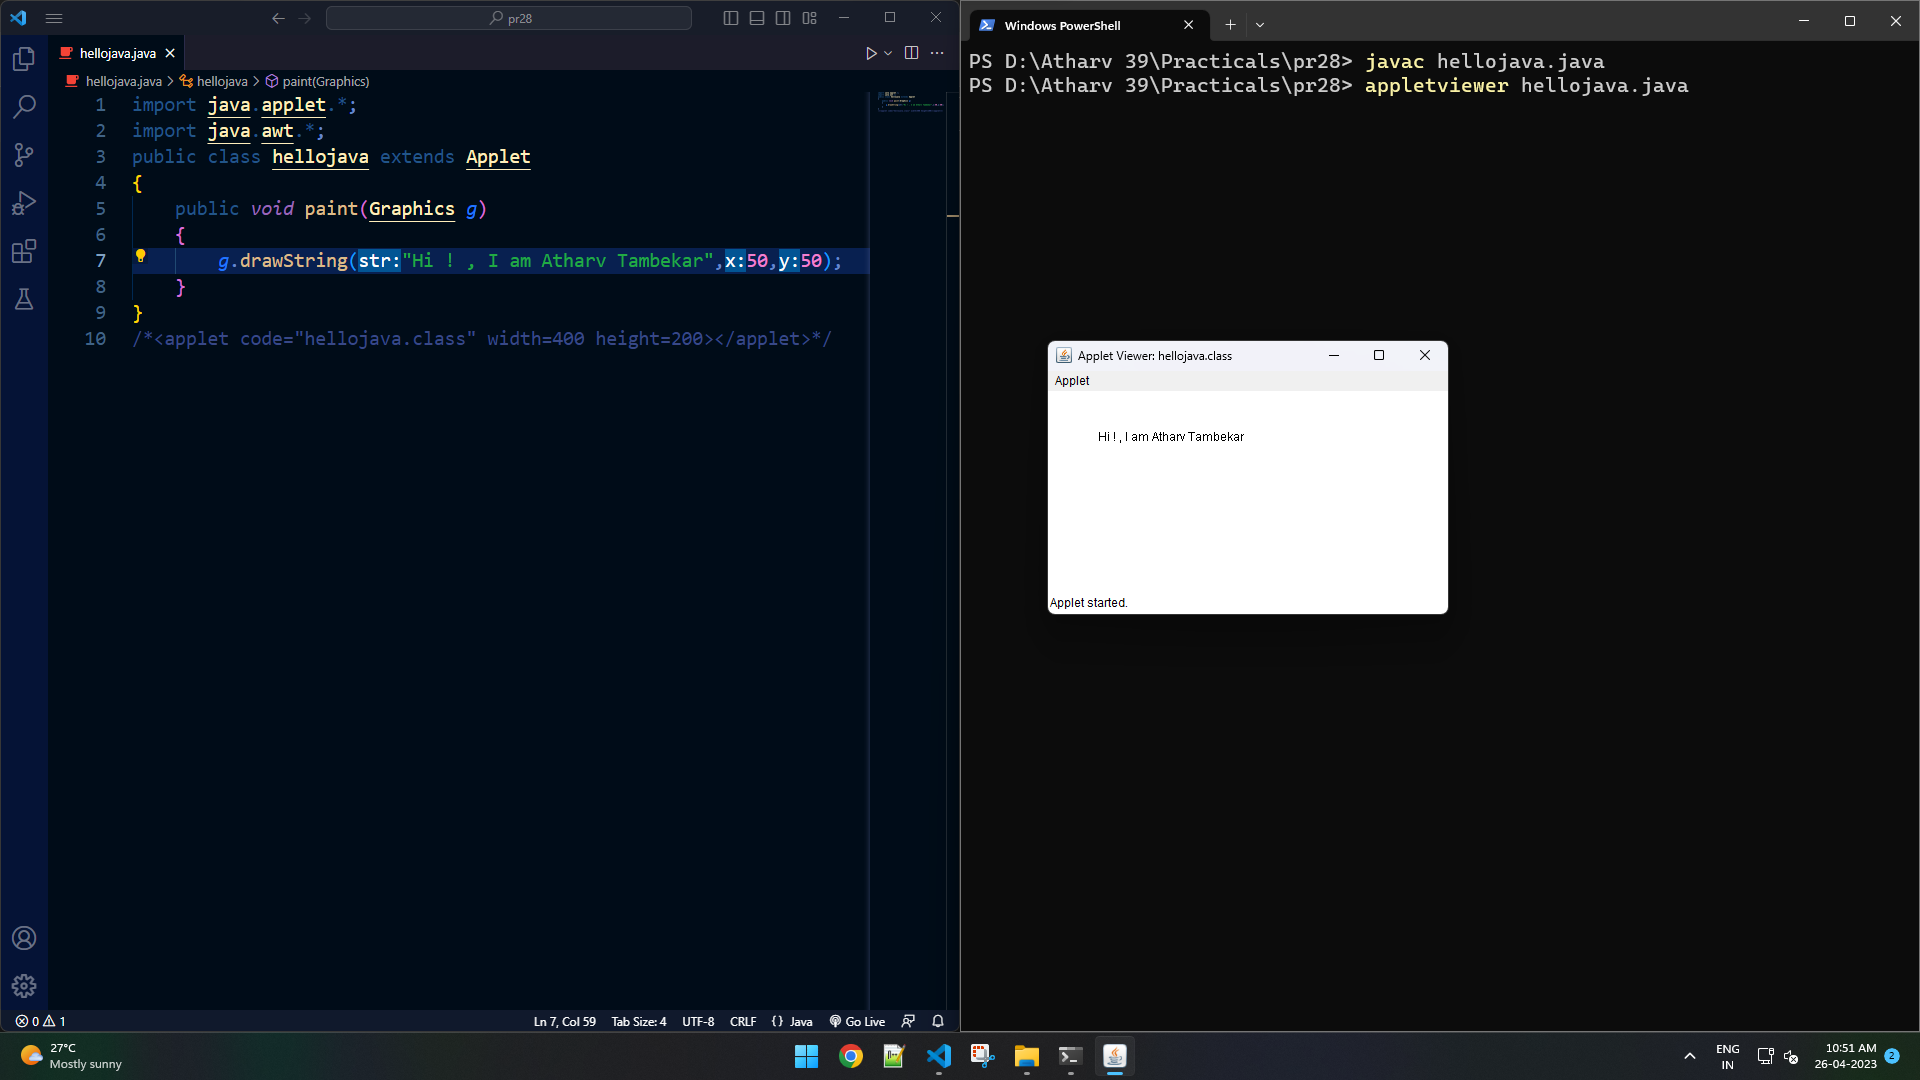 pr28
hellojava.java
hellojava.java > hellojava > paint(Graphics)
1 import java.applet.*;
2 import java.awt.*;
3 public class hellojava extends Applet
4 {
5 public void paint(Graphics g)
6 {
7 g.drawString(str:"Hi ! , I am Atharv Tambekar",x:50,y:50);
8 }
9 }
10 /*<applet code="hellojava.class" width=400 height=200></applet>*/
0 1
Ln 7, Col 59 Tab Size: 4 UTF-8 CRLF {} Java Go Live
Windows PowerShell
PS D:\Atharv 39\Practicals\pr28> javac hellojava.java
PS D:\Atharv 39\Practicals\pr28> appletviewer hellojava.java
Applet Viewer: hellojava.class
Applet
Hi ! , I am Atharv Tambekar
Applet started.
27°C
Mostly sunny
ENG
IN
10:51 AM
26-04-2023
2